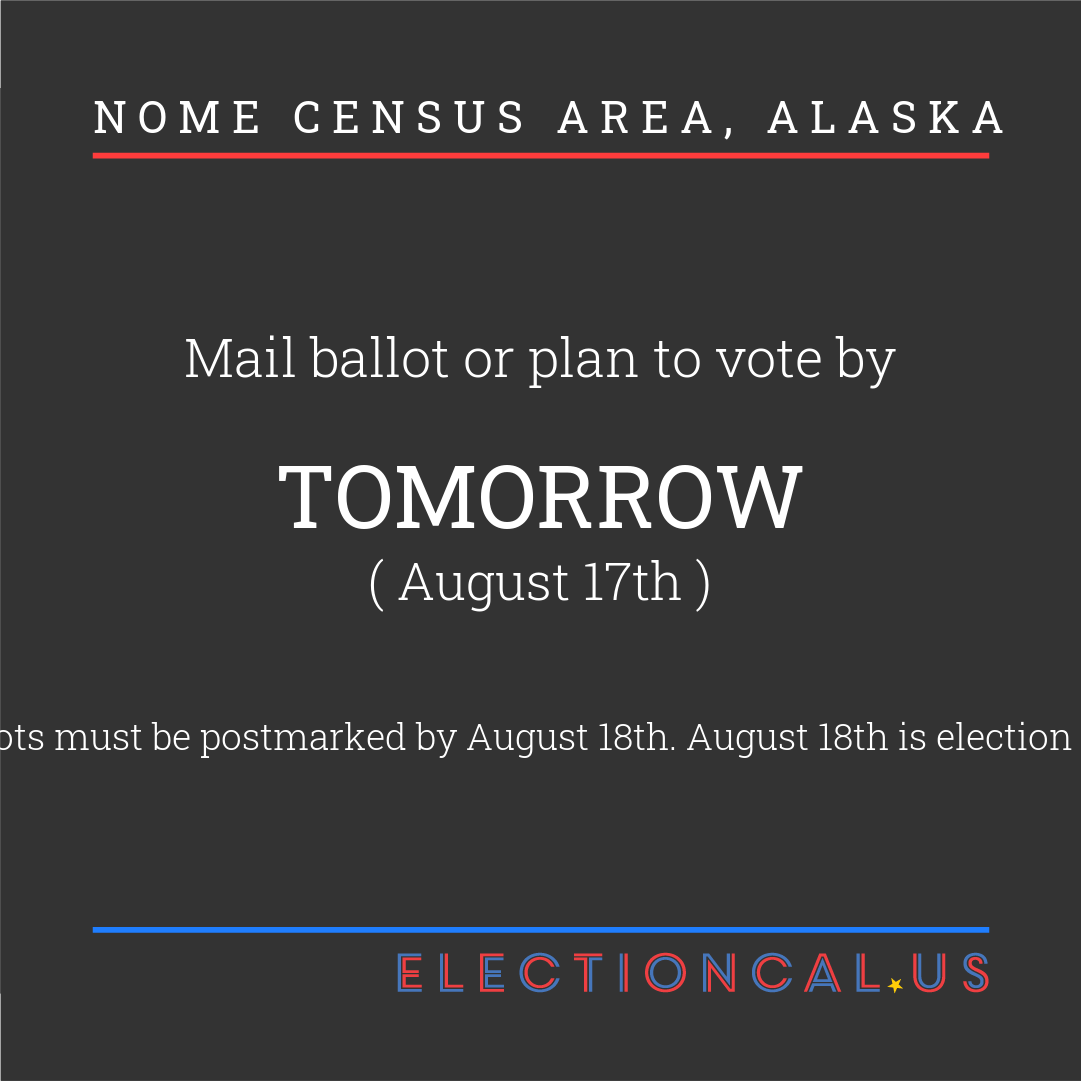 NOME CENSUS AREA, ALASKA
Mail ballot or plan to vote by
TOMORROW
( August 17th )
ots must be postmarked by August 18th. August 18th is election
ELECTIONCAL.US